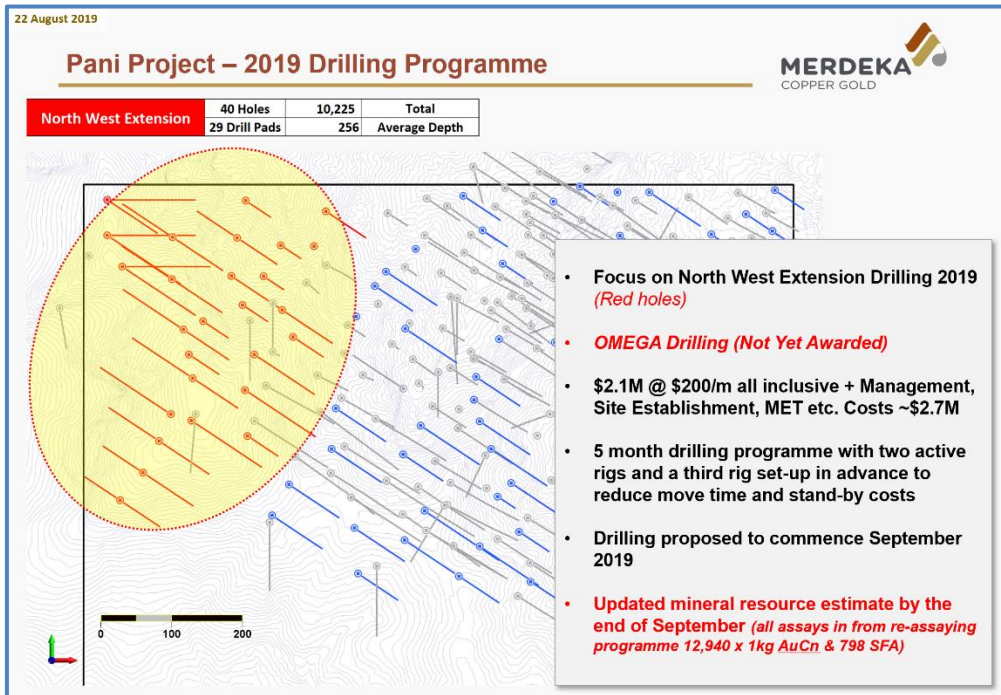 22 August 2019
Pani Project – 2019 Drilling Programme
MERDEKA
COPPER GOLD
North West Extension
40 Holes 10,225 Total
29 Drill Pads 256 Average Depth
• Focus on North West Extension Drilling 2019
(Red holes)
• OMEGA Drilling (Not Yet Awarded)
• $2.1M @ $200/m all inclusive + Management,
Site Establishment, MET etc. Costs ~$2.7M
• 5 month drilling programme with two active
rigs and a third rig set-up in advance to
reduce move time and stand-by costs
• Drilling proposed to commence September
2019
• Updated mineral resource estimate by the
end of September (all assays in from re-assaying
programme 12,940 x 1kg AuCn & 798 SFA)
0 100 200